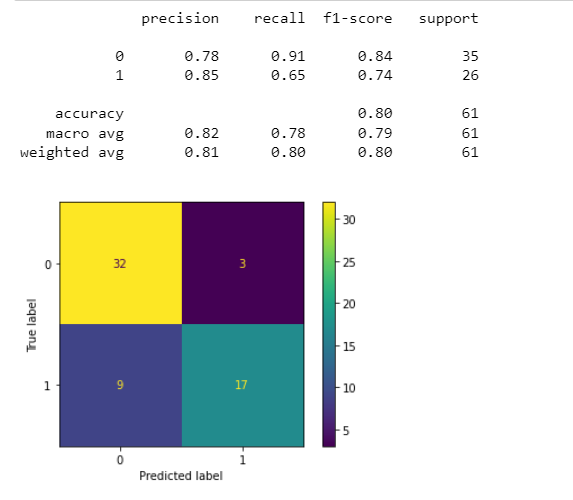 precision recall f1-score support
0 0.78 0.91 0.84 35
1 0.85 0.65 0.74 26
accuracy 0.80 61
macro avg 0.82 0.78 0.79 61
weighted avg 0.81 0.80 0.80 61
30
0 32 3
25
20
True label
15
1 9 17
10
5
0 1
Predicted label